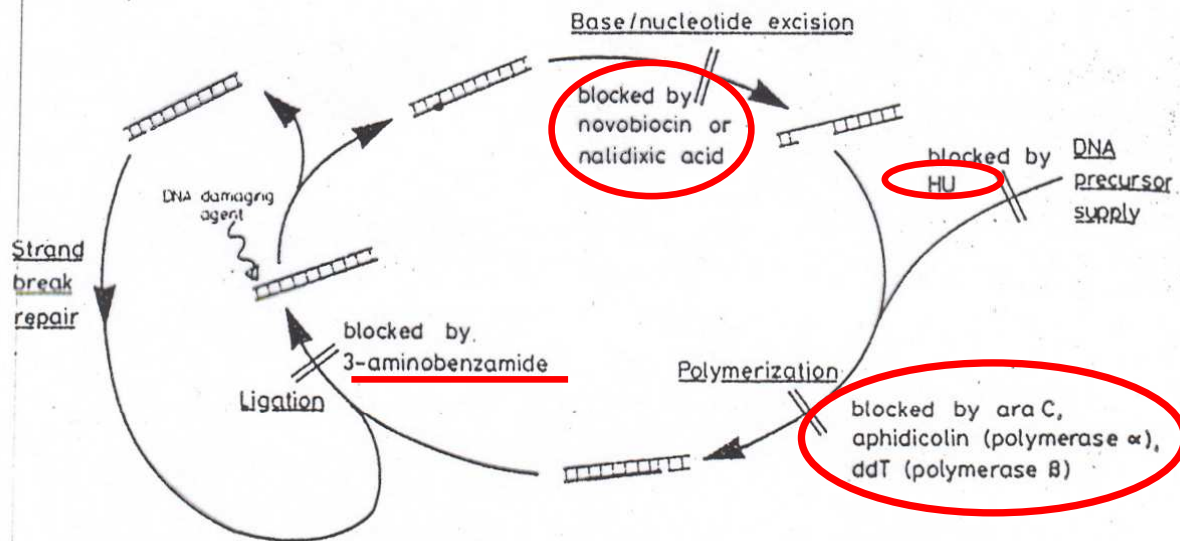 Base/nucleotide excision
blocked by
novobiocin or
nalidixic acid
blocked by
HU
DNA
precursor
supply
DNA damaging
agent
Strand
break
repair
blocked by
3-aminobenzamide
Ligation
Polymerization
blocked by ara C,
aphidicolin (polymerase α),
ddT (polymerase β)